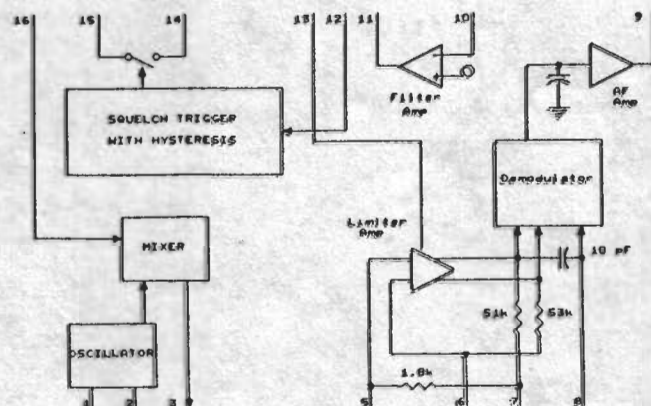 16 15 14 13 12 11 10 9
Filter
Amp
AF
Amp
SQUELCH TRIGGER
WITH HYSTERESIS
Demodulator
Limiter
Amp
MIXER
10 pF
51k 53k
OSCILLATOR
1.8k
1 2 3 5 6 7 8